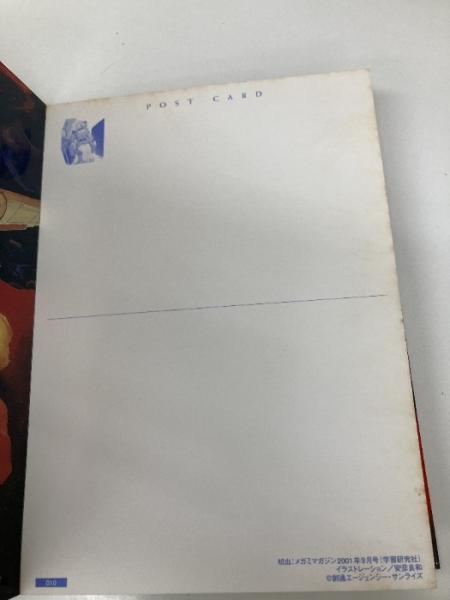 POST CARD
初出:メガミマガジン2001年9月号(学習研究社)
イラストレーション/安彦良和
©創通エージェンシー・サンライズ
010